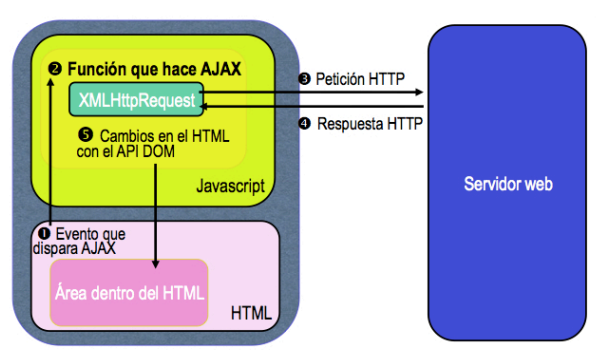 ❷ Función que hace AJAX
XMLHttpRequest
❸ Petición HTTP
❹ Respuesta HTTP
❺ Cambios en el HTML
con el API DOM
Javascript
Servidor web
❶ Evento que
dispara AJAX
Área dentro del HTML
HTML